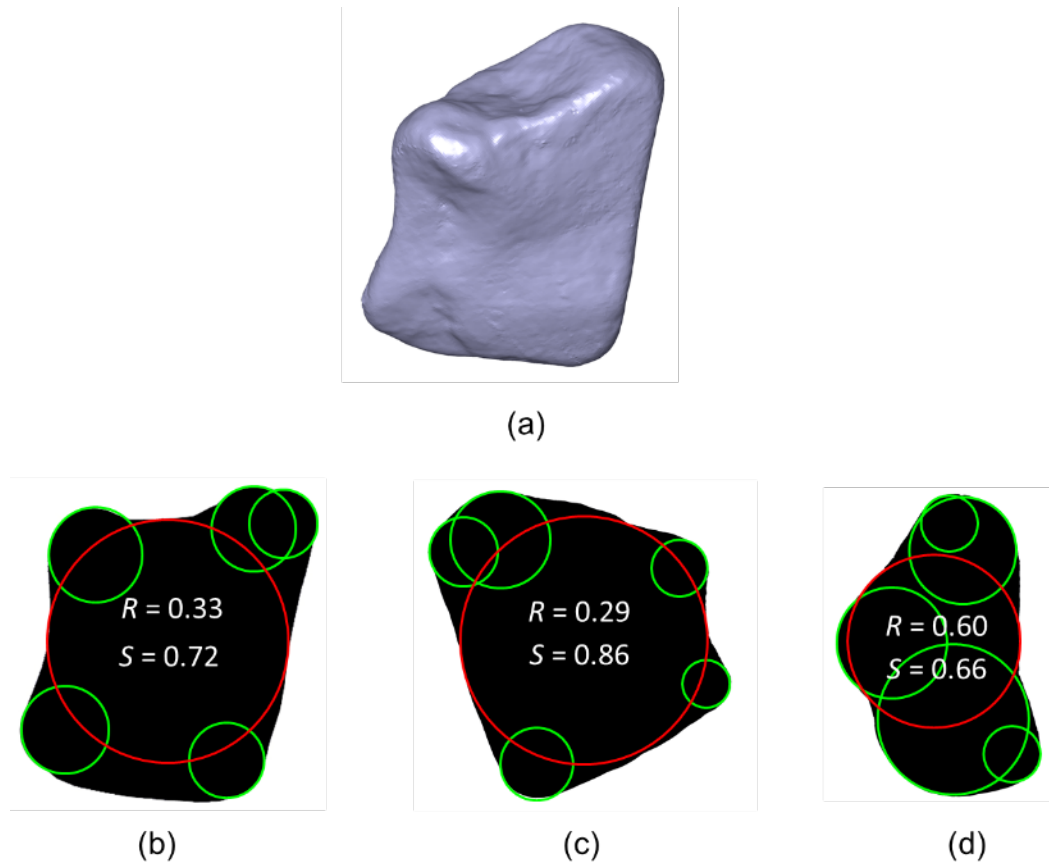 (a)
R = 0.33
S = 0.72
R = 0.29
S = 0.86
R = 0.60
S = 0.66
(b)
(c)
(d)